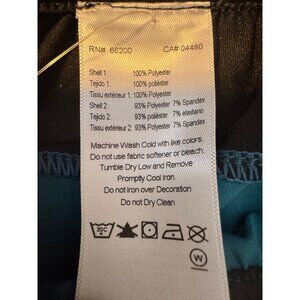 RN# 66200 CA# 04480
Shell 1: 100% Polyester
Tejido 1: 100% poliéster
Tissu extérieur 1: 100% polyester
Shell 2: 93% Polyester 7% Spandex
Tejido 2: 93% poliéster 7% elastano
Tissu extérieur 2: 93% polyester 7% Spandex
Machine Wash Cold with like colors.
Do not use fabric softener or bleach.
Tumble Dry Low and Remove
Promptly Cool Iron.
Do not iron over Decoration
Do not Dry Clean
30C
M